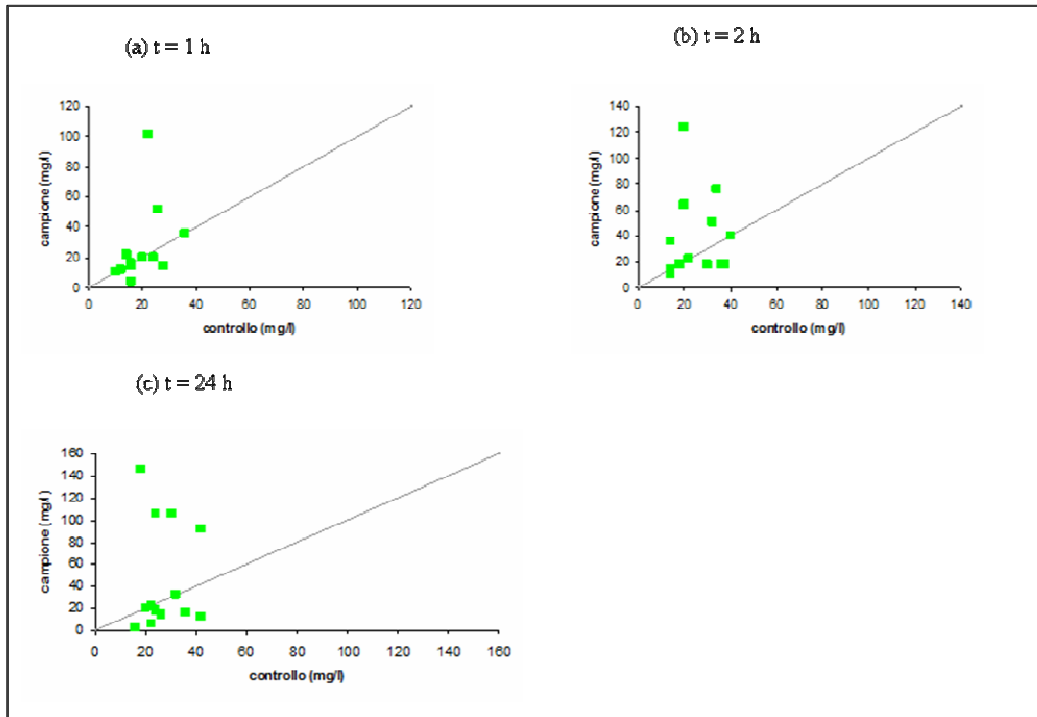 (a) t = 1 h
(b) t = 2 h
120
100
80
60
40
20
0
campione (mg/l)
0 20 40 60 80 100 120
controllo (mg/l)
140
120
100
80
60
40
20
0
campione (mg/l)
0 20 40 60 80 100 120 140
controllo (mg/l)
(c) t = 24 h
160
140
120
100
80
60
40
20
0
campione (mg/l)
0 20 40 60 80 100 120 140 160
controllo (mg/l)